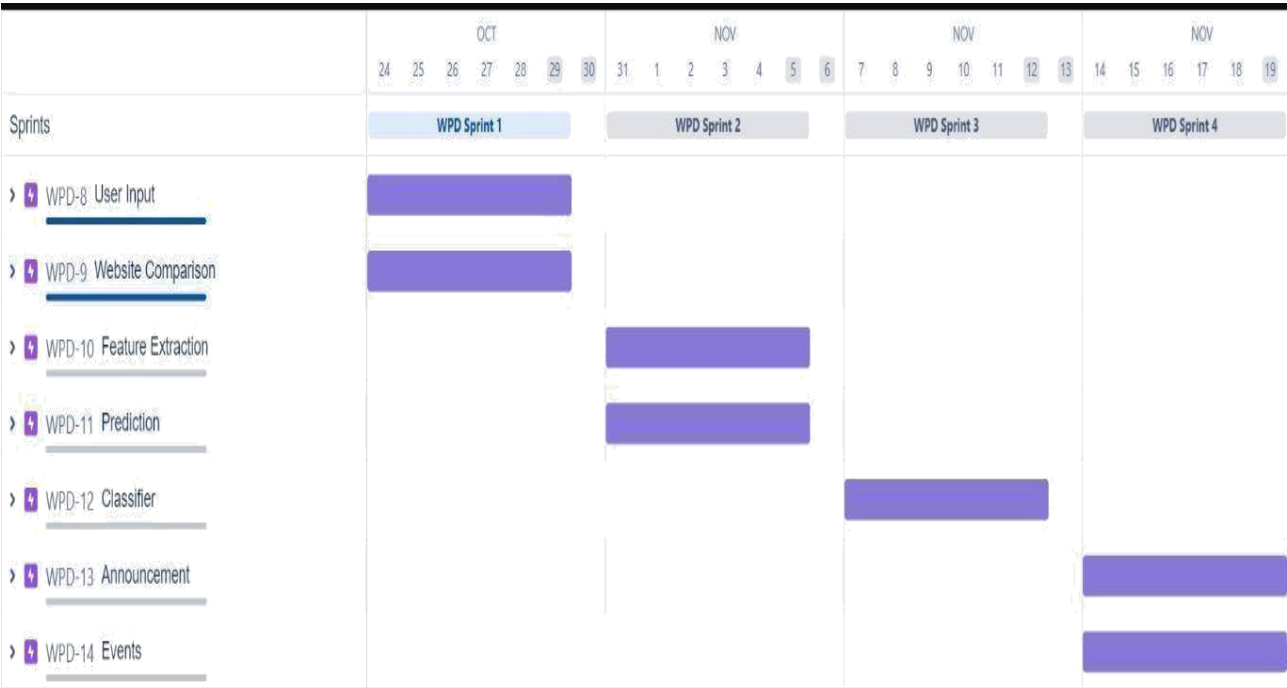 OCT NOV NOV NOV
24 25 26 27 28 29 30 31 1 2 3 4 5 6 7 8 9 10 11 12 13 14 15 16 17 18 19
Sprints WPD Sprint 1 WPD Sprint 2 WPD Sprint 3 WPD Sprint 4
WPD-8 User Input
WPD-9 Website Comparison
WPD-10 Feature Extraction
WPD-11 Prediction
WPD-12 Classifier
WPD-13 Announcement
WPD-14 Events